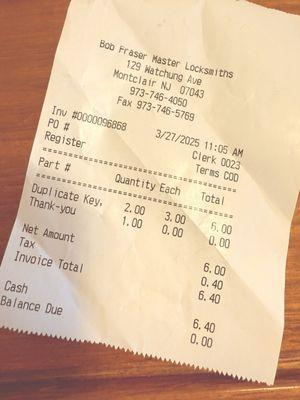 Bob Fraser Master Locksmiths
129 Watchung Ave
Montclair NJ 07043
973-746-4050
Fax 973-746-5769
Inv #0000096868 3/27/2025 11:05 AM
PO # Clerk 0023
Register Terms COD
Part # Quantity Each Total
Duplicate Key, 2.00 3.00 6.00
Thank-you 1.00 0.00 0.00
Net Amount 6.00
Tax 0.40
Invoice Total 6.40
Cash 6.40
Balance Due 0.00